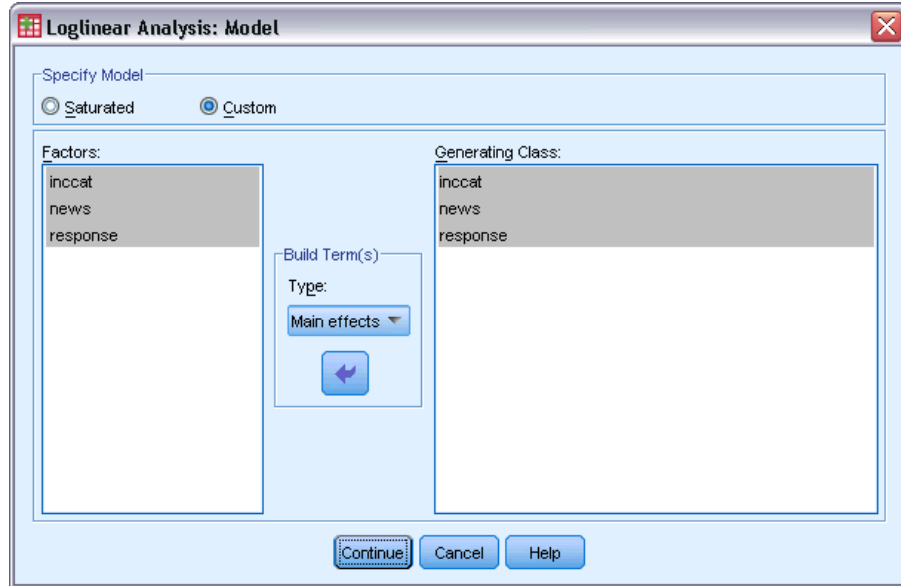 Loglinear Analysis: Model
Specify Model
Saturated
Custom
Factors:
inccat
news
response
Build Term(s)
Type:
Main effects
Generating Class:
inccat
news
response
Continue
Cancel
Help